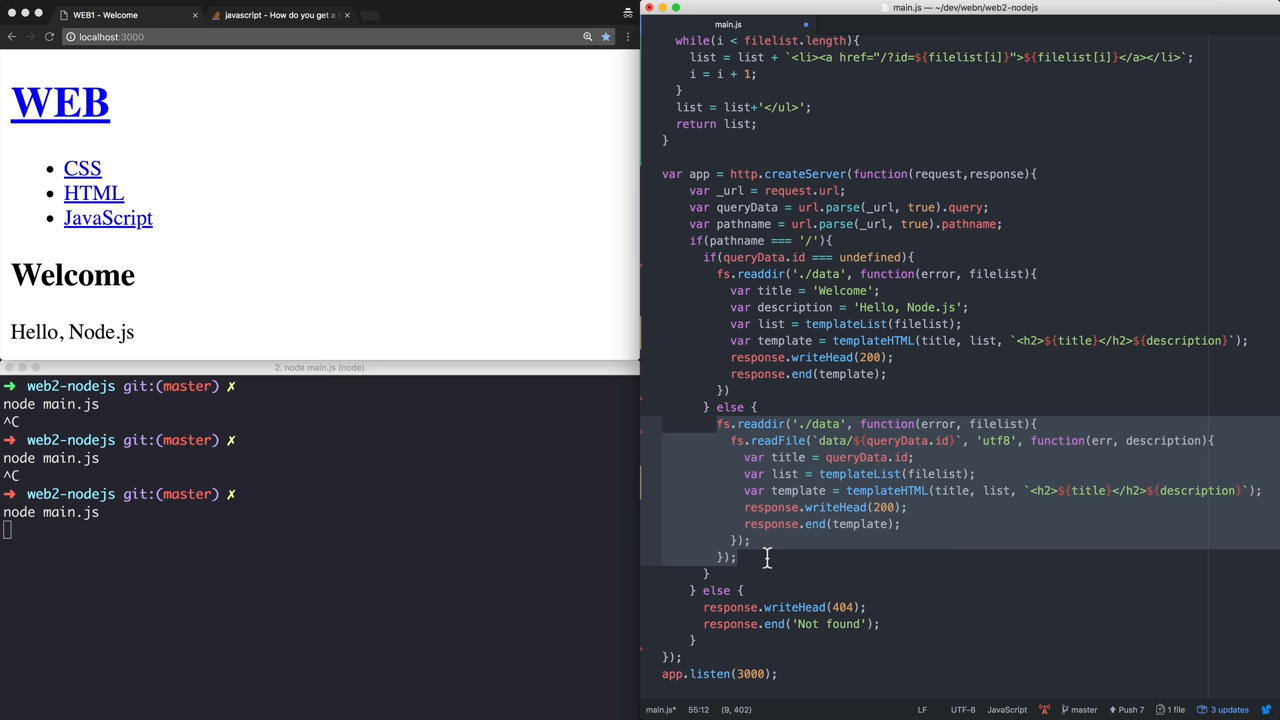 WEB1 - Welcome
javascript - How do you get a l
localhost:3000
WEB
CSS
HTML
JavaScript
Welcome
Hello, Node.js
2. node main.js (node)
➜ web2-nodejs git:(master) ✗
node main.js
^C
➜ web2-nodejs git:(master) ✗
node main.js
^C
➜ web2-nodejs git:(master) ✗
node main.js
main.js — ~/dev/webn/web2-nodejs
main.js
while(i < filelist.length){
list = list + `<li><a href="/?id=${filelist[i]}">${filelist[i]}</a></li>`;
i = i + 1;
}
list = list+'</ul>';
return list;
}
var app = http.createServer(function(request,response){
var _url = request.url;
var queryData = url.parse(_url, true).query;
var pathname = url.parse(_url, true).pathname;
if(pathname === '/'){
if(queryData.id === undefined){
fs.readdir('./data', function(error, filelist){
var title = 'Welcome';
var description = 'Hello, Node.js';
var list = templateList(filelist);
var template = templateHTML(title, list, `<h2>${title}</h2>${description}`);
response.writeHead(200);
response.end(template);
})
} else {
fs.readdir('./data', function(error, filelist){
fs.readFile(`data/${queryData.id}`, 'utf8', function(err, description){
var title = queryData.id;
var list = templateList(filelist);
var template = templateHTML(title, list, `<h2>${title}</h2>${description}`);
response.writeHead(200);
response.end(template);
});
});
}
} else {
response.writeHead(404);
response.end('Not found');
}
});
app.listen(3000);
main.js* 55:12 (9, 402) LF UTF-8 JavaScript master Push 7 1 file 3 updates